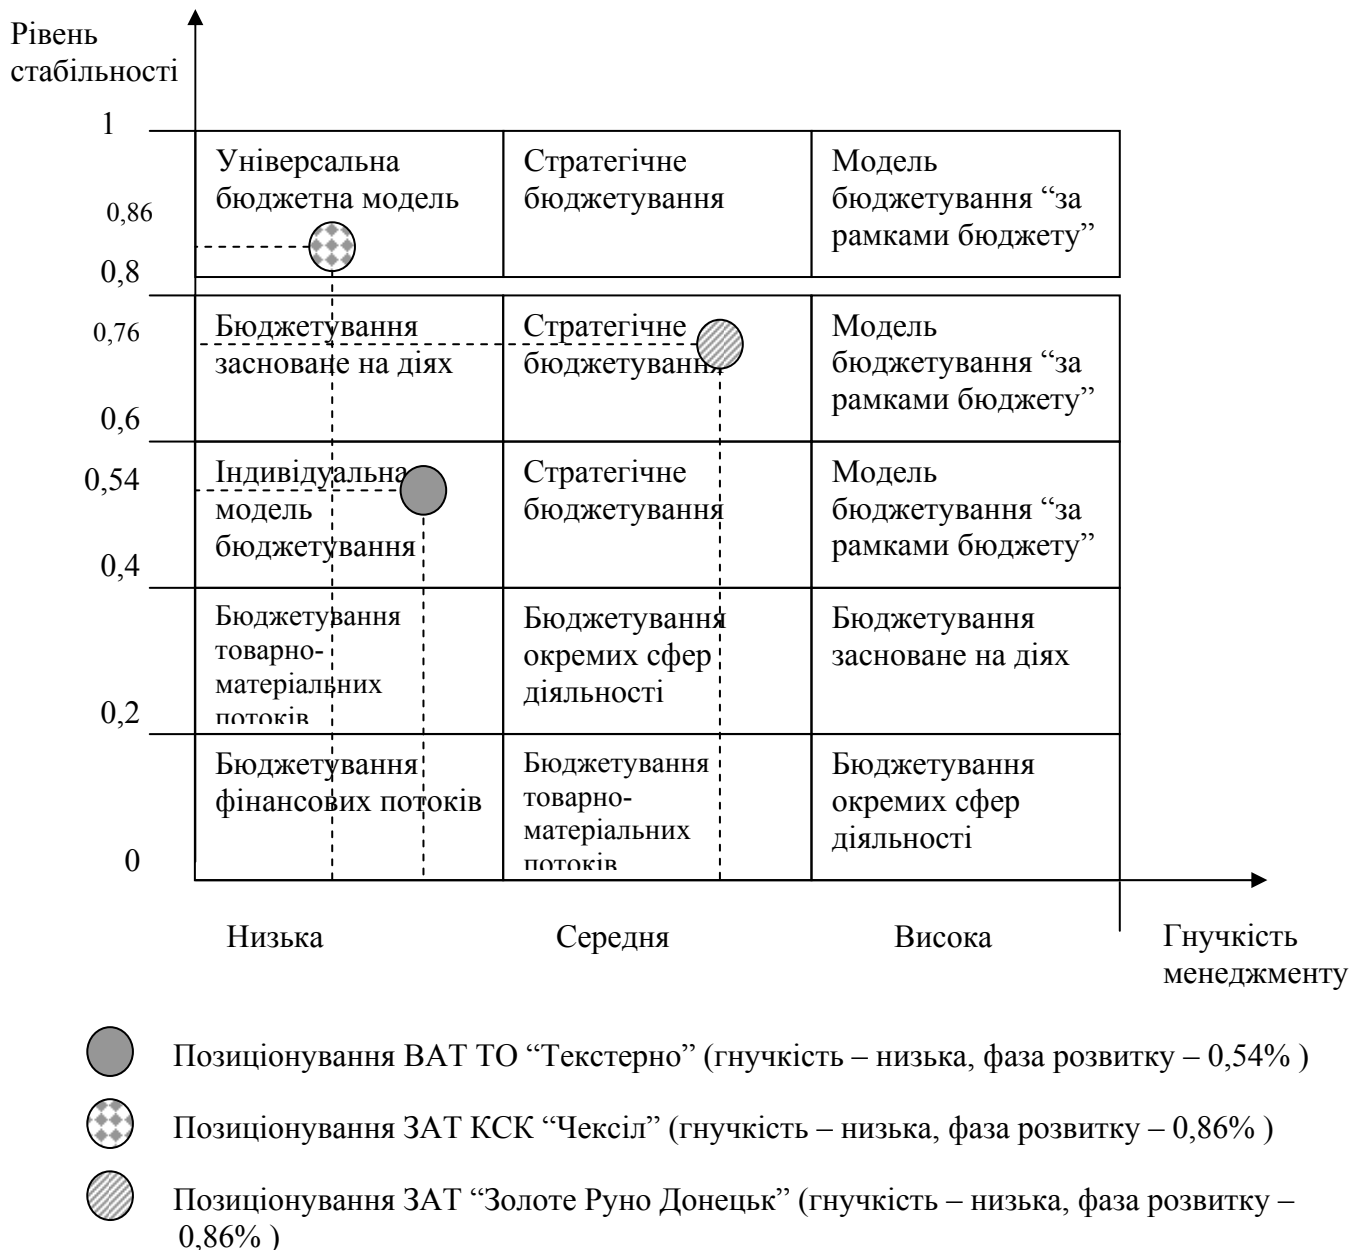 Рівень
стабільності
1
Універсальна
бюджетна модель
Стратегічне
бюджетування
Модель
бюджетування “за
рамками бюджету”
0,86
0,8
Бюджетування
засноване на діях
Стратегічне
бюджетування
Модель
бюджетування “за
рамками бюджету”
0,76
0,6
Індивідуальна
модель
бюджетування
Стратегічне
бюджетування
Модель
бюджетування “за
рамками бюджету”
0,54
0,4
Бюджетування
товарно-
матеріальних
потоків
Бюджетування
окремих сфер
діяльності
Бюджетування
засноване на діях
0,2
Бюджетування
фінансових потоків
Бюджетування
товарно-
матеріальних
потоків
Бюджетування
окремих сфер
діяльності
0
Низька
Середня
Висока
Гнучкість
менеджменту
Позиціонування ВАТ ТО “Текстерно” (гнучкість – низька, фаза розвитку – 0,54% )
Позиціонування ЗАТ КСК “Чексіл” (гнучкість – низька, фаза розвитку – 0,86% )
Позиціонування ЗАТ “Золоте Руно Донецьк” (гнучкість – низька, фаза розвитку –
0,86% )